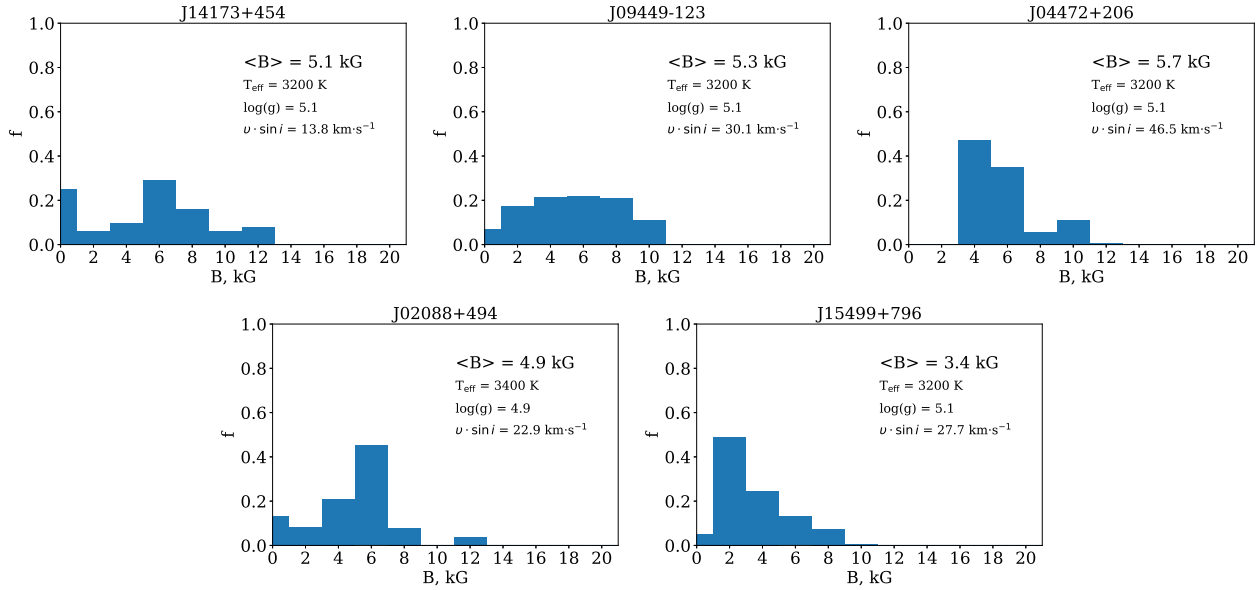 J14173+454
1.0
0.8
0.6
0.4
0.2
0.0
f
<B> = 5.1 kG
T_eff = 3200 K
log(g) = 5.1
υ · sin i = 13.8 km·s⁻¹
0 2 4 6 8 10 12 14 16 18 20
B, kG
J09449-123
1.0
0.8
0.6
0.4
0.2
0.0
f
<B> = 5.3 kG
T_eff = 3200 K
log(g) = 5.1
υ · sin i = 30.1 km·s⁻¹
0 2 4 6 8 10 12 14 16 18 20
B, kG
J04472+206
1.0
0.8
0.6
0.4
0.2
0.0
f
<B> = 5.7 kG
T_eff = 3200 K
log(g) = 5.1
υ · sin i = 46.5 km·s⁻¹
0 2 4 6 8 10 12 14 16 18 20
B, kG
J02088+494
1.0
0.8
0.6
0.4
0.2
0.0
f
<B> = 4.9 kG
T_eff = 3400 K
log(g) = 4.9
υ · sin i = 22.9 km·s⁻¹
0 2 4 6 8 10 12 14 16 18 20
B, kG
J15499+796
1.0
0.8
0.6
0.4
0.2
0.0
f
<B> = 3.4 kG
T_eff = 3200 K
log(g) = 5.1
υ · sin i = 27.7 km·s⁻¹
0 2 4 6 8 10 12 14 16 18 20
B, kG